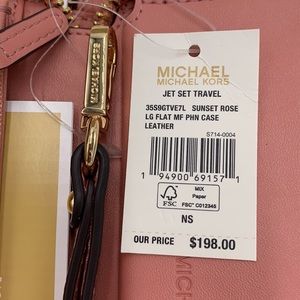 MICHAEL
MICHAEL KORS
JET SET TRAVEL
35S9GTVE7L SUNSET ROSE
LG FLAT MF PHN CASE
LEATHER
S714-0004
1 94900 69157 1
FSC
MIX
Paper
FSC® C012345
NS
OUR PRICE $198.00
MICHAEL KORS
MICH